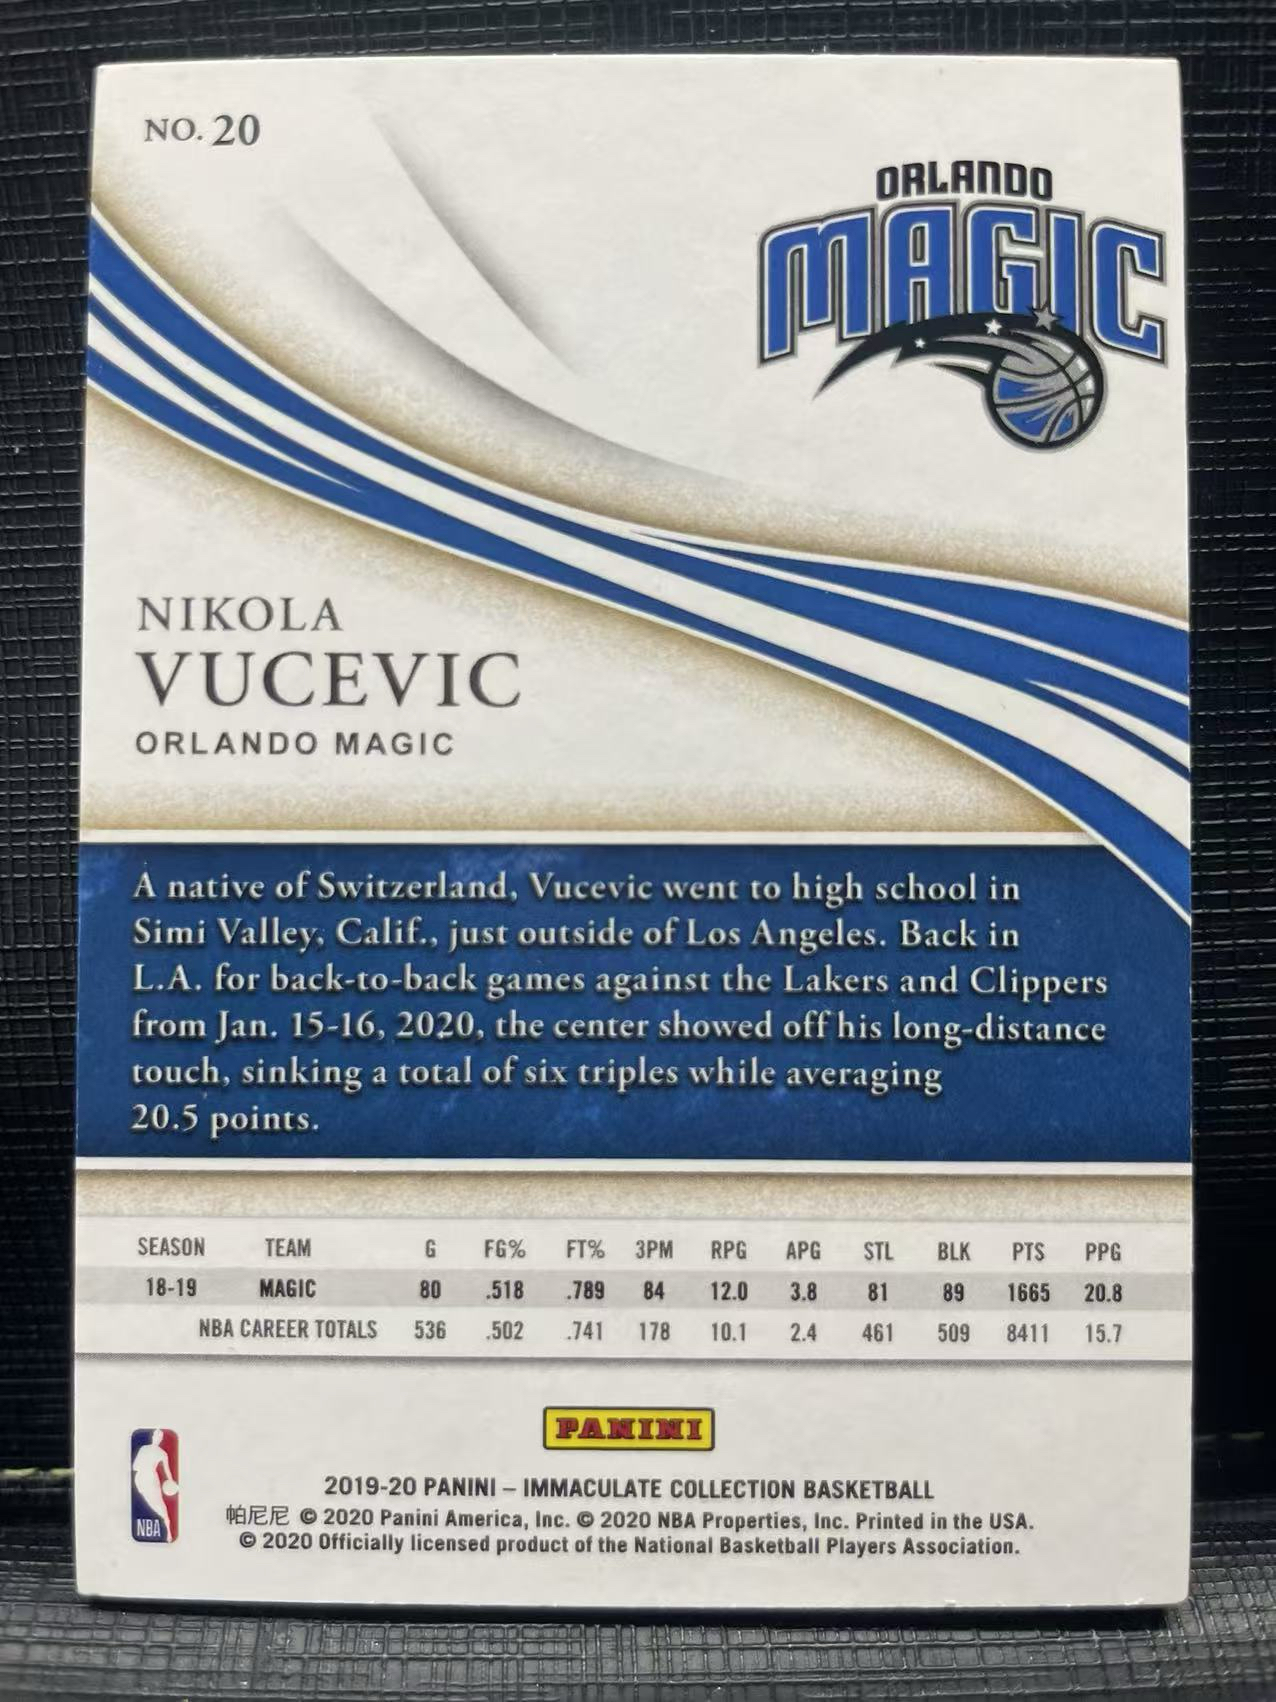 NO. 20
ORLANDO
MAGIC
NIKOLA
VUCEVIC
ORLANDO MAGIC
A native of Switzerland, Vucevic went to high school in
Simi Valley, Calif., just outside of Los Angeles. Back in
L.A. for back-to-back games against the Lakers and Clippers
from Jan. 15-16, 2020, the center showed off his long-distance
touch, sinking a total of six triples while averaging
20.5 points.
SEASON TEAM G FG% FT% 3PM RPG APG STL BLK PTS PPG
18-19 MAGIC 80 .518 .789 84 12.0 3.8 81 89 1665 20.8
NBA CAREER TOTALS 536 .502 .741 178 10.1 2.4 461 509 8411 15.7
PANINI
NBA
2019-20 PANINI – IMMACULATE COLLECTION BASKETBALL
帕尼尼 © 2020 Panini America, Inc. © 2020 NBA Properties, Inc. Printed in the USA.
© 2020 Officially licensed product of the National Basketball Players Association.